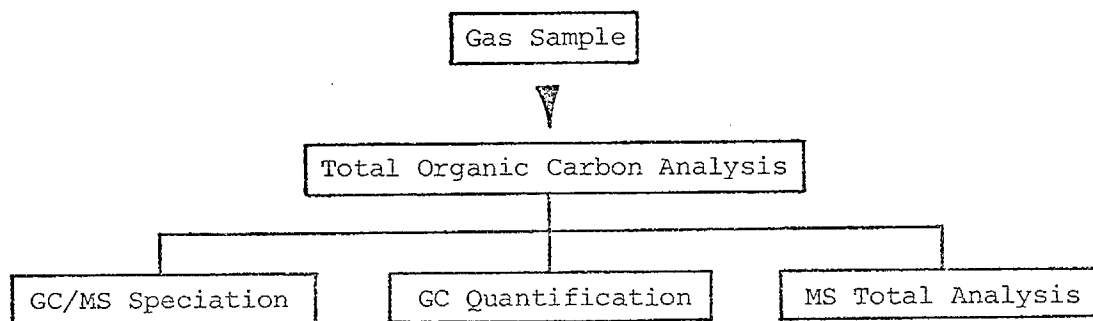 Gas Sample
Total Organic Carbon Analysis
GC/MS Speciation
GC Quantification
MS Total Analysis